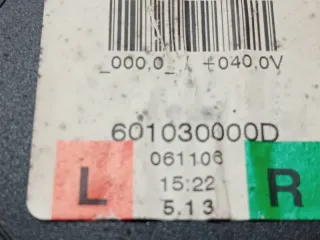 _000,0_ / +040,0V
601030000D
061106
L 15:22 R
5.13